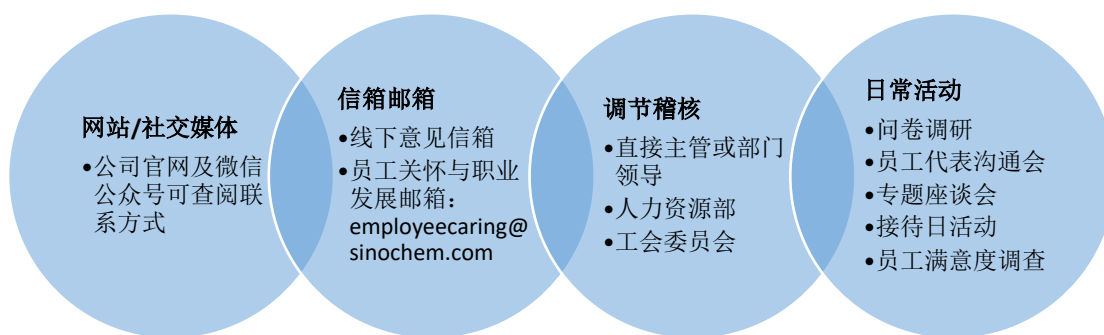 网站/社交媒体
•公司官网及微信
公众号可查阅联
系方式
信箱邮箱
•线下意见信箱
•员工关怀与职业
发展邮箱：
employeecaring@
sinochem.com
调节稽核
•直接主管或部门
领导
•人力资源部
•工会委员会
日常活动
•问卷调研
•员工代表沟通会
•专题座谈会
•接待日活动
•员工满意度调查